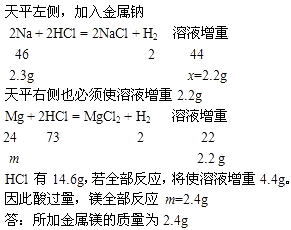 天平左侧，加入金属钠
2Na + 2HCl = 2NaCl + H₂ 溶液增重
46 2 44
2.3g x=2.2g
天平右侧也必须使溶液增重 2.2g
Mg + 2HCl = MgCl₂ + H₂ 溶液增重
24 73 2 22
m 2.2 g
HCl 有 14.6g，若全部反应，将使溶液增重 4.4g。
因此酸过量，镁全部反应 m=2.4g
答：所加金属镁的质量为 2.4g